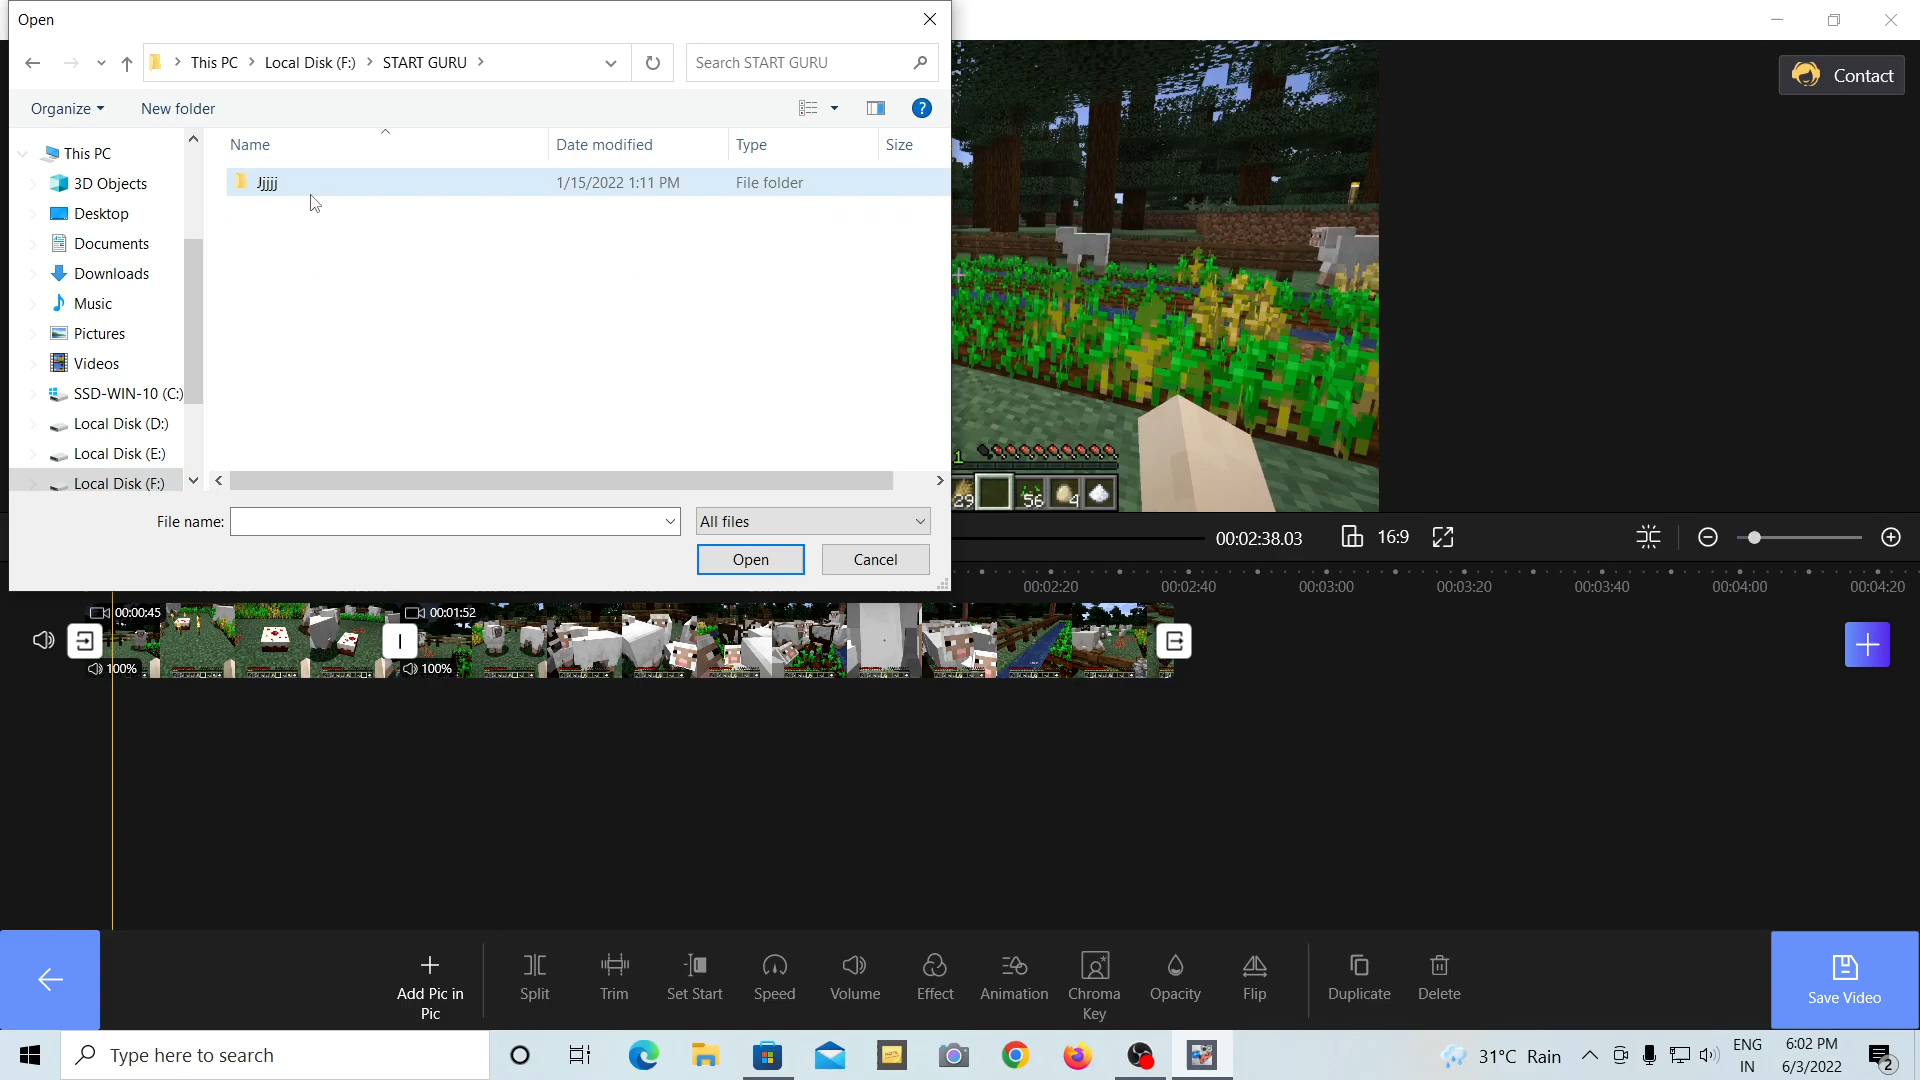 Open
This PC
Local Disk (F:)
START GURU
Search START GURU
Contact
Organize
New folder
Name
Date modified
Type
Size
This PC
3D Objects
Desktop
Documents
Downloads
Music
Pictures
Videos
SSD-WIN-10 (C:)
Local Disk (D:)
Local Disk (E:)
Local Disk (F:)
Jjjjj
1/15/2022 1:11 PM
File folder
1
29
56
4
File name:
All files
Open
Cancel
00:02:38.03
16:9
00:02:20
00:02:40
00:03:00
00:03:20
00:03:40
00:04:00
00:04:20
00:00:45
00:01:52
100%
100%
Add Pic in
Pic
Split
Trim
Set Start
Speed
Volume
Effect
Animation
Chroma
Key
Opacity
Flip
Duplicate
Delete
Save Video
Type here to search
31°C Rain
ENG
IN
6:02 PM
6/3/2022
2